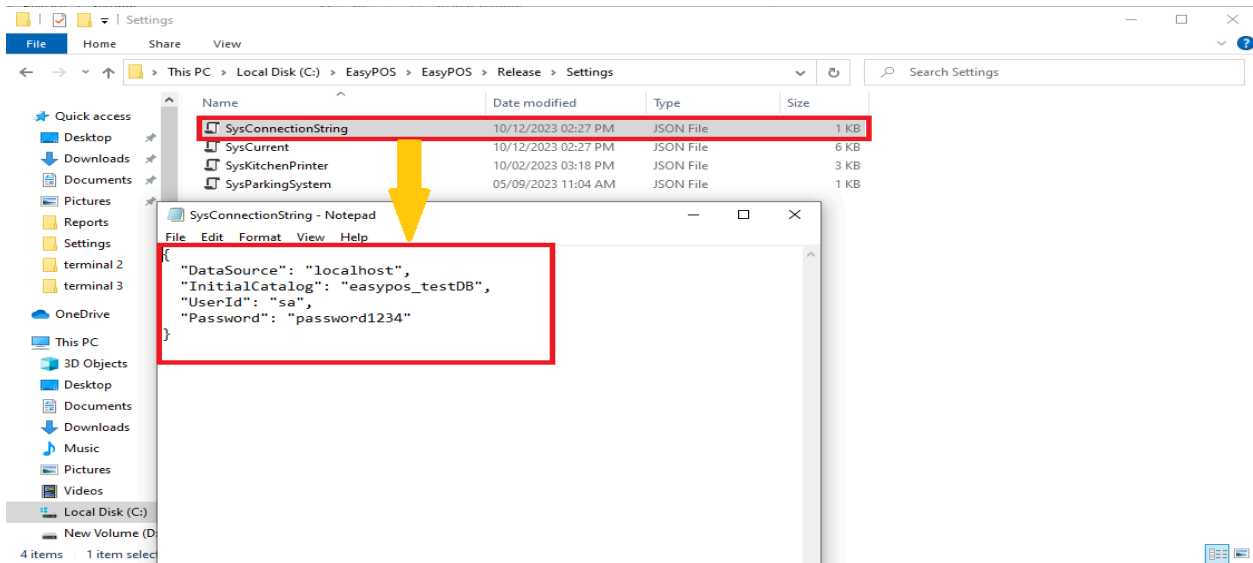 Settings
File Home Share View
This PC > Local Disk (C:) > EasyPOS > EasyPOS > Release > Settings
Search Settings
Name Date modified Type Size
SysConnectionString 10/12/2023 02:27 PM JSON File 1 KB
SysCurrent 10/12/2023 02:27 PM JSON File 6 KB
SysKitchenPrinter 10/02/2023 03:18 PM JSON File 3 KB
SysParkingSystem 05/09/2023 11:04 AM JSON File 1 KB
Quick access
Desktop
Downloads
Documents
Pictures
Reports
Settings
terminal 2
terminal 3
OneDrive
This PC
3D Objects
Desktop
Documents
Downloads
Music
Pictures
Videos
Local Disk (C:)
New Volume (D:
4 items 1 item selec
SysConnectionString - Notepad
File Edit Format View Help
{
"DataSource": "localhost",
"InitialCatalog": "easypos_testDB",
"UserId": "sa",
"Password": "password1234"
}